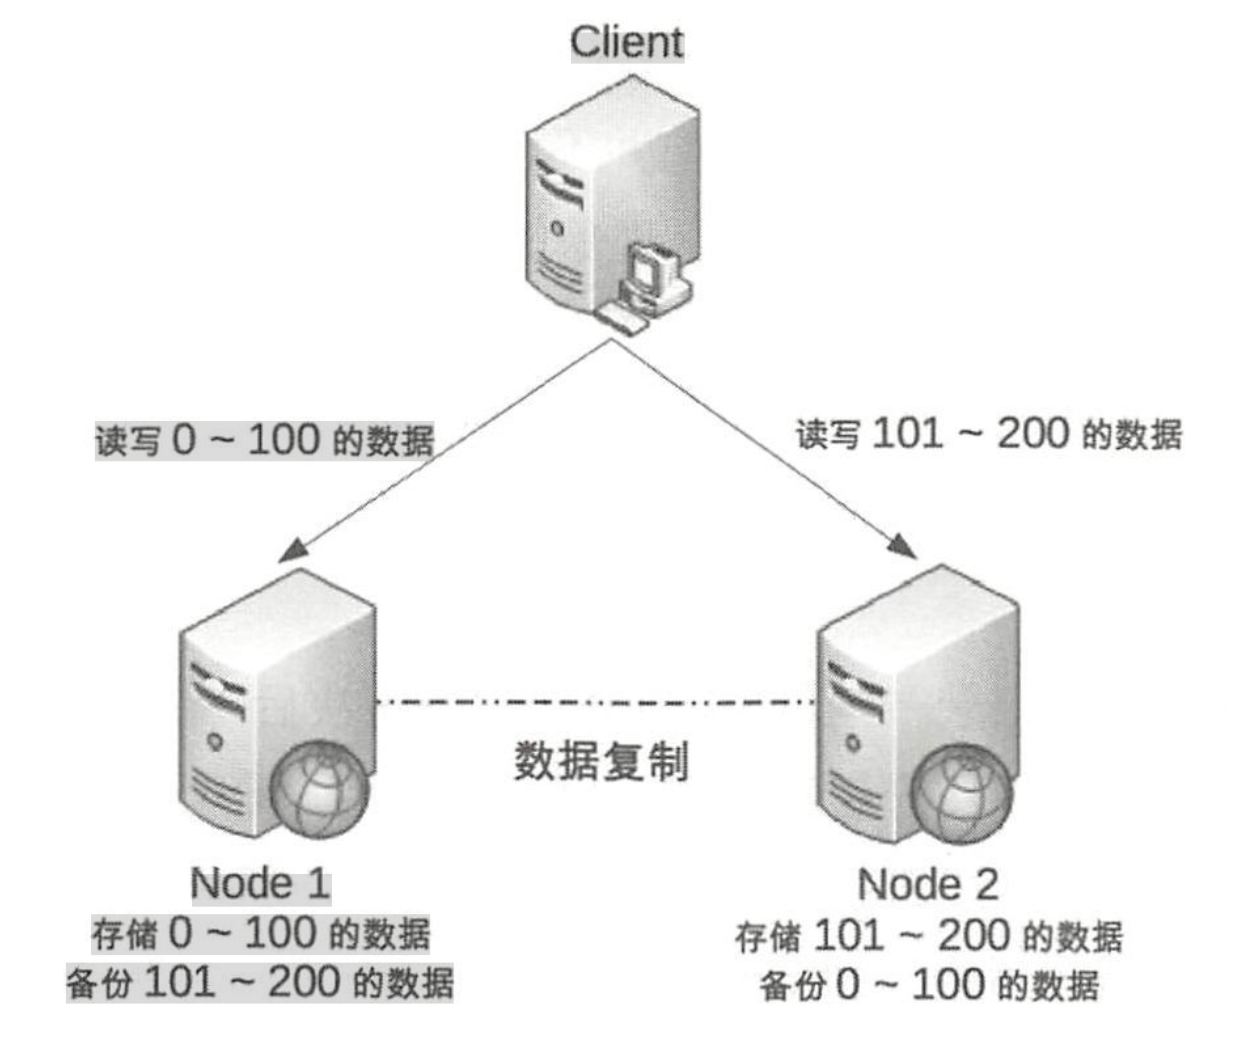 Client
读写 0 ~ 100 的数据
读写 101 ~ 200 的数据
数据复制
Node 1
存储 0 ~ 100 的数据
备份 101 ~ 200 的数据
Node 2
存储 101 ~ 200 的数据
备份 0 ~ 100 的数据